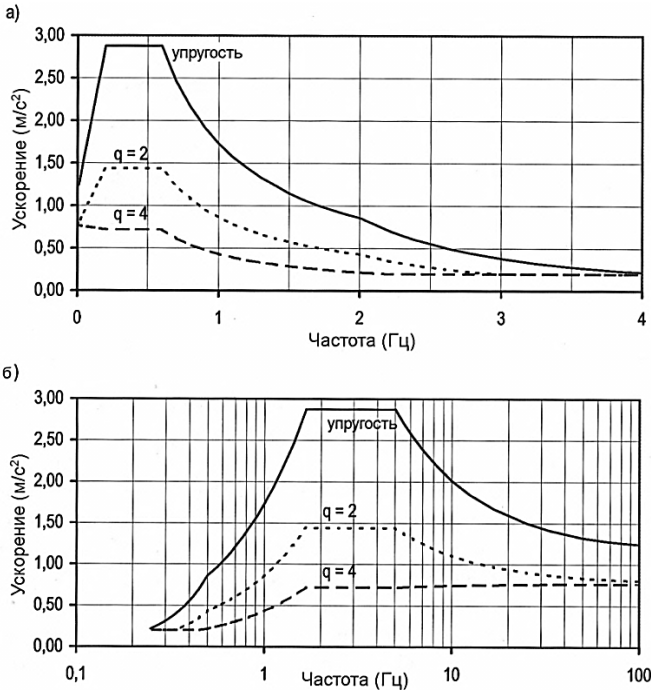 а)
3,00
2,50
2,00
1,50
1,00
0,50
0,00
Ускорение (м/с²)
упругость
q = 2
q = 4
0 1 2 3 4
Частота (Гц)
б)
3,00
2,50
2,00
1,50
1,00
0,50
0,00
Ускорение (м/с²)
упругость
q = 2
q = 4
0,1 1 10 100
Частота (Гц)